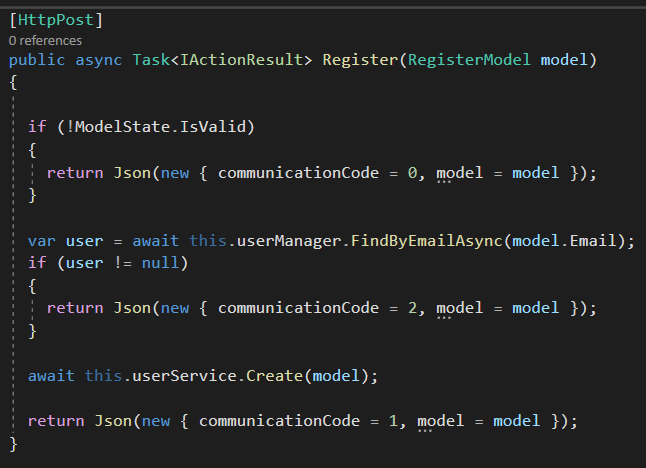 [HttpPost]
0 references
public async Task<IActionResult> Register(RegisterModel model)
{
if (!ModelState.IsValid)
{
return Json(new { communicationCode = 0, model = model });
}
var user = await this.userManager.FindByEmailAsync(model.Email);
if (user != null)
{
return Json(new { communicationCode = 2, model = model });
}
await this.userService.Create(model);
return Json(new { communicationCode = 1, model = model });
}